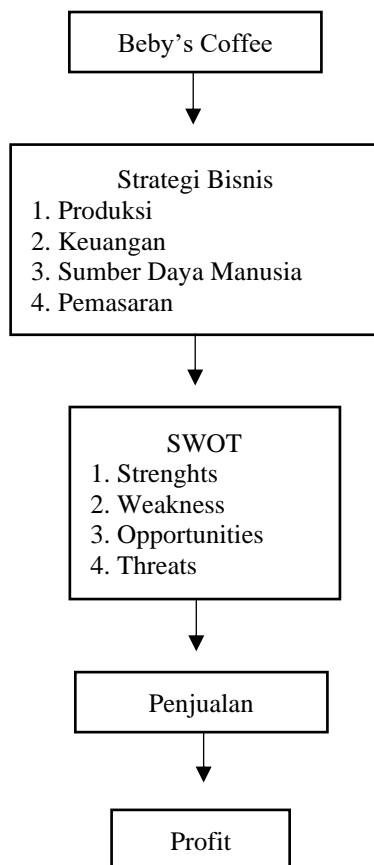 Beby’s Coffee
Strategi Bisnis
1. Produksi
2. Keuangan
3. Sumber Daya Manusia
4. Pemasaran
SWOT
1. Strenghts
2. Weakness
3. Opportunities
4. Threats
Penjualan
Profit